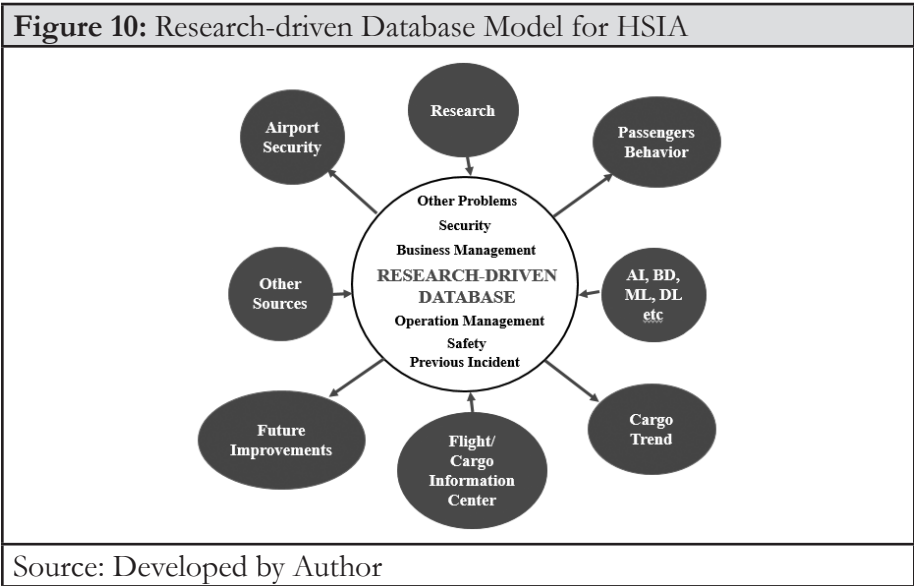 Figure 10: Research-driven Database Model for HSIA
Research
Airport
Security
Passengers
Behavior
Other Problems
Security
Business Management
RESEARCH-DRIVEN
DATABASE
Operation Management
Safety
Previous Incident
Other
Sources
AI, BD,
ML, DL
etc
Future
Improvements
Flight/
Cargo
Information
Center
Cargo
Trend
Source: Developed by Author